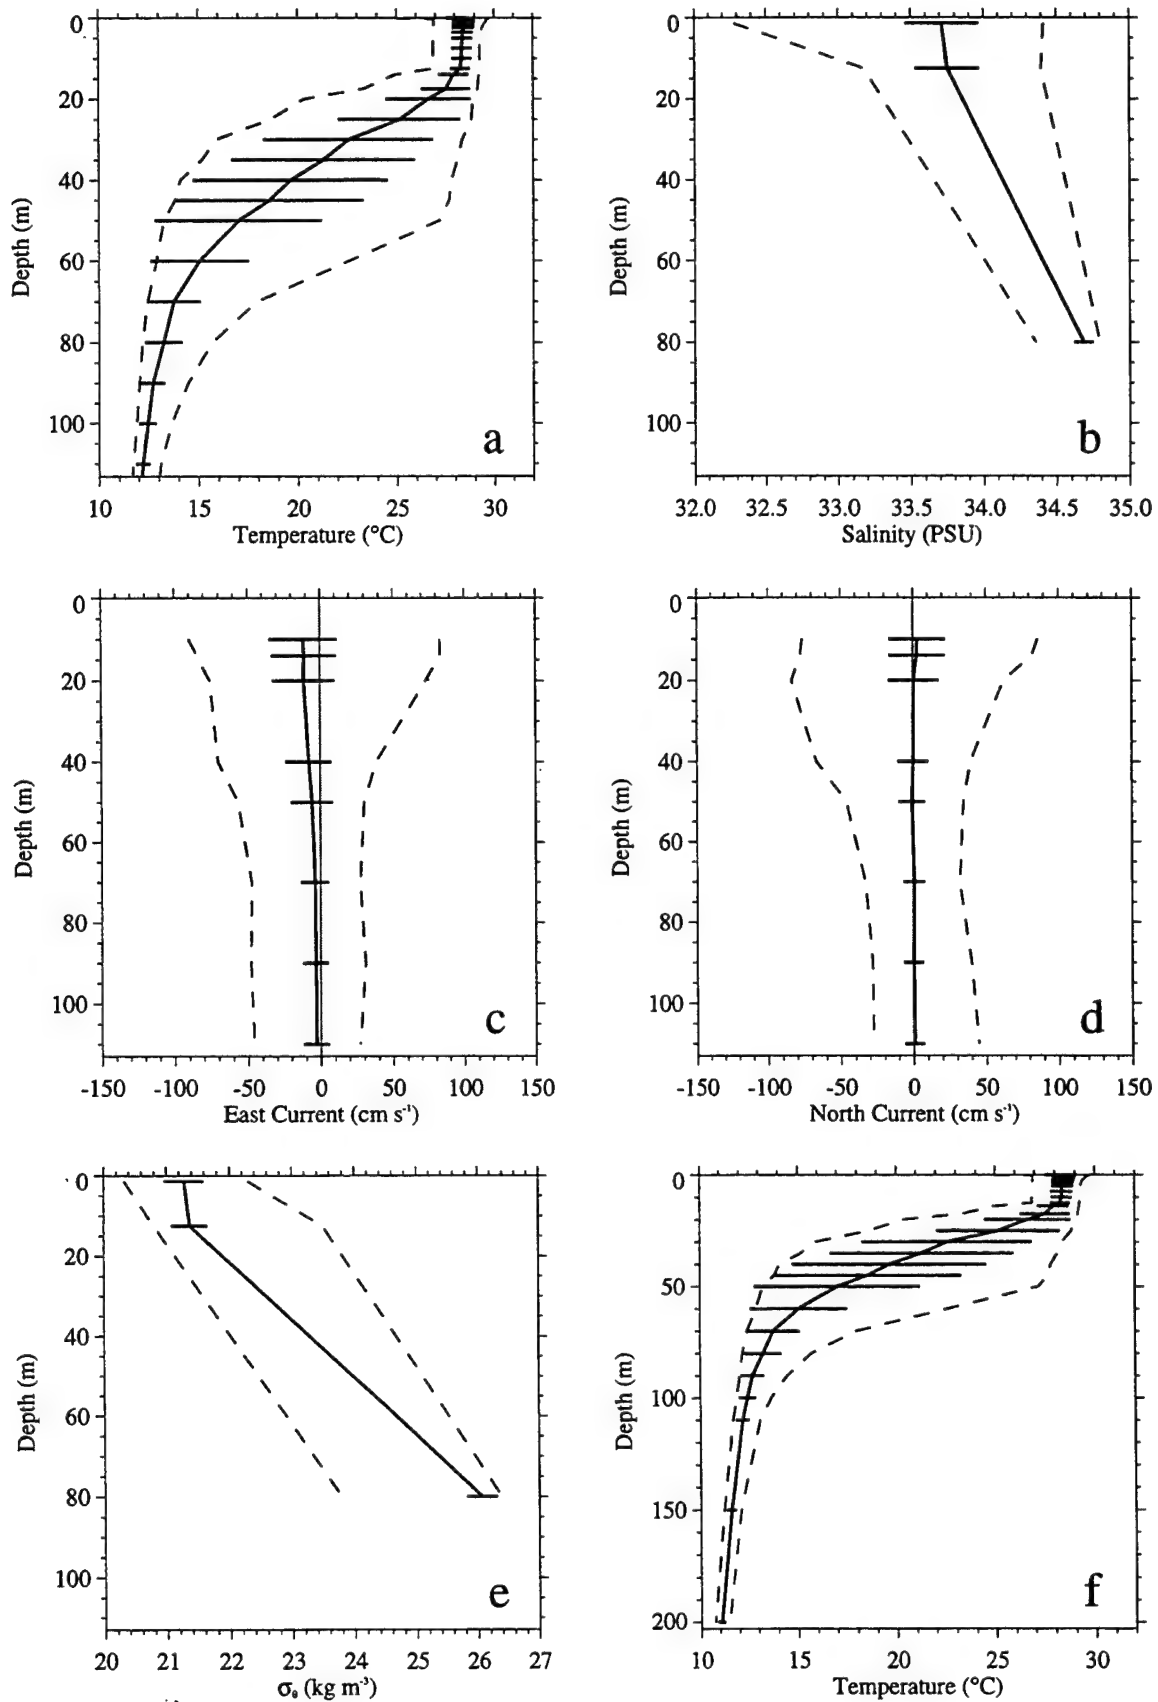 0
20
40
60
80
100
Depth (m)
a
10 15 20 25 30
Temperature (°C)
0
20
40
60
80
100
Depth (m)
b
32.0 32.5 33.0 33.5 34.0 34.5 35.0
Salinity (PSU)
0
20
40
60
80
100
Depth (m)
c
-150 -100 -50 0 50 100 150
East Current (cm s⁻¹)
0
20
40
60
80
100
Depth (m)
d
-150 -100 -50 0 50 100 150
North Current (cm s⁻¹)
0
20
40
60
80
100
Depth (m)
e
20 21 22 23 24 25 26 27
σθ (kg m⁻³)
0
50
100
150
200
Depth (m)
f
10 15 20 25 30
Temperature (°C)